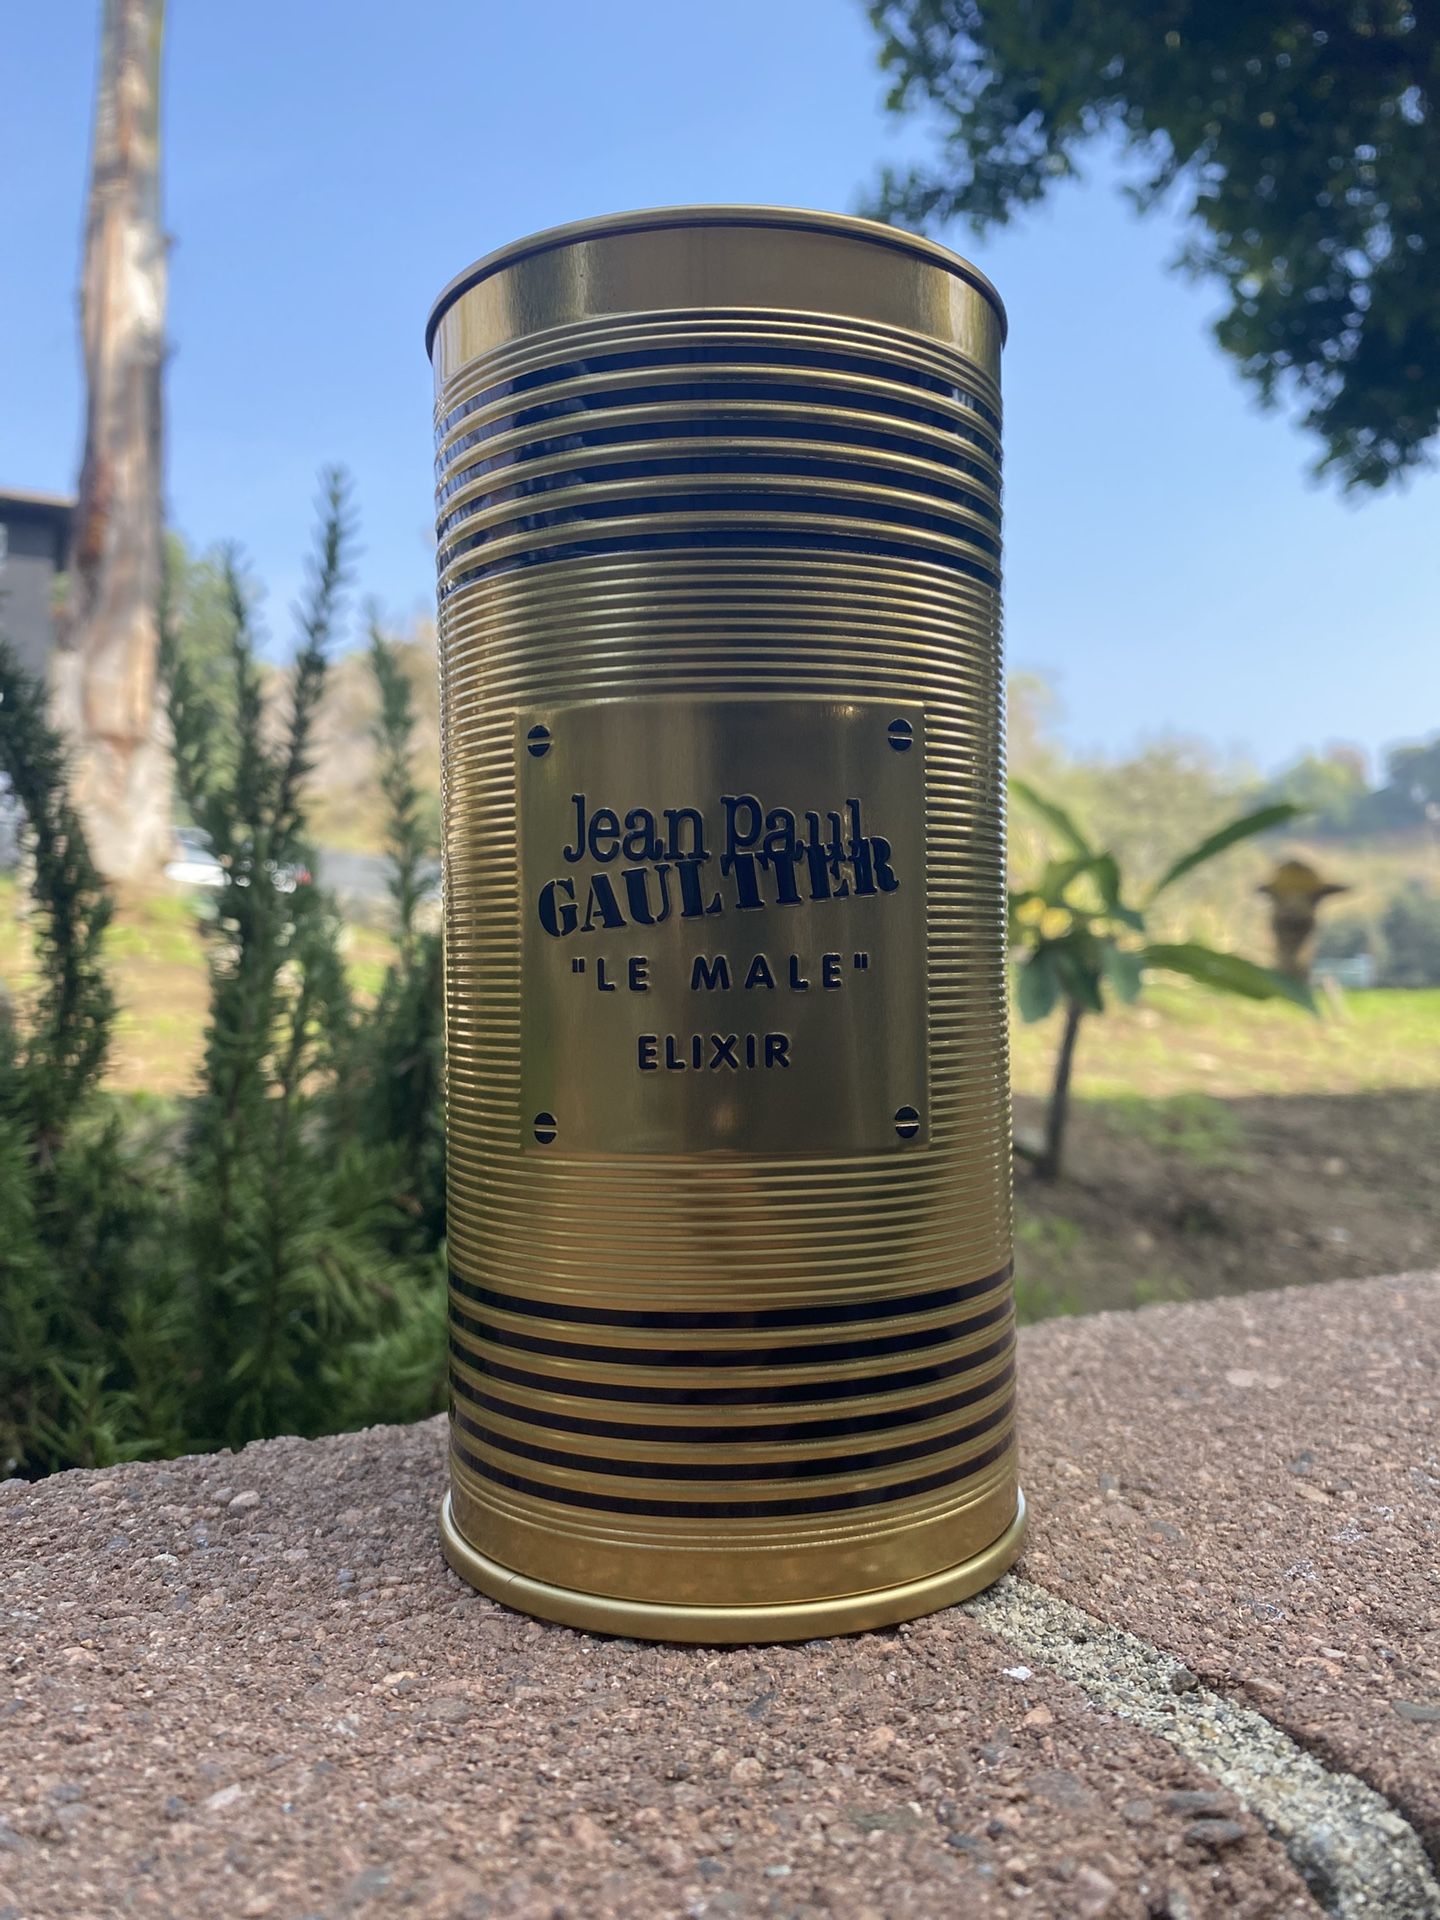 Jean Paul
GAULTIER
"LE MALE"
ELIXIR